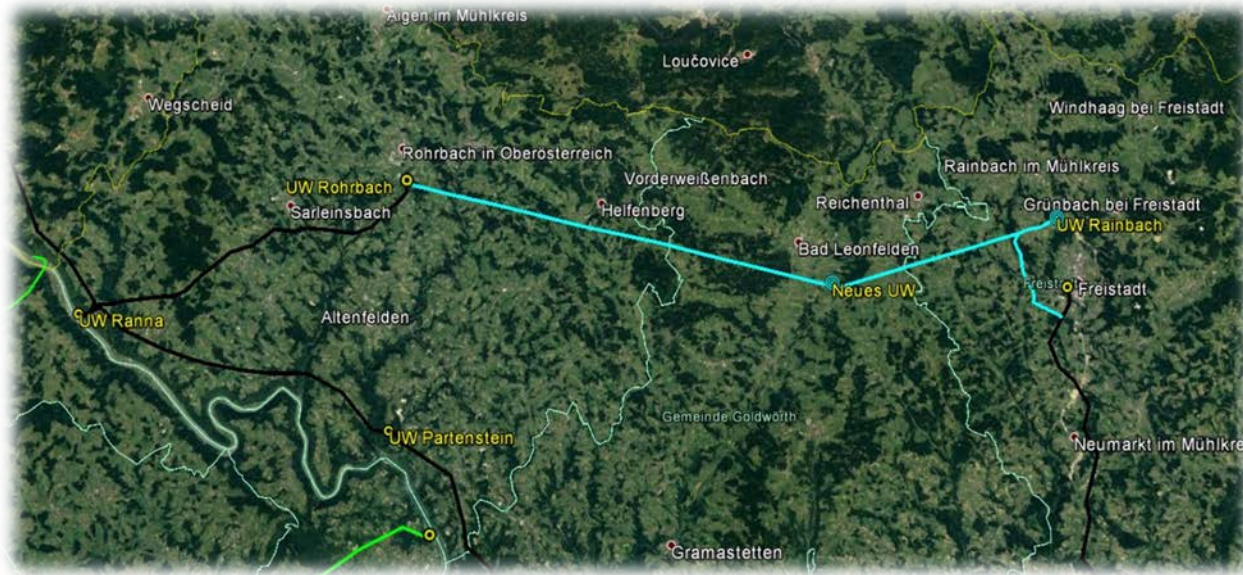 Aigen im Mühlkreis
Loučovice
Wegscheid
Windhaag bei Freistadt
Rohrbach in Oberösterreich
Rainbach im Mühlkreis
Vorderweißenbach
UW Rohrbach
Sarleinsbach
Helfenberg
Reichenthal
Grünbach bei Freistadt
UW Rainbach
Bad Leonfelden
Neues UW
Freistadt
UW Ranna
Altenfelden
Gemeinde Goldwörth
UW Partenstein
Neumarkt im Mühlkre
Gramastetten